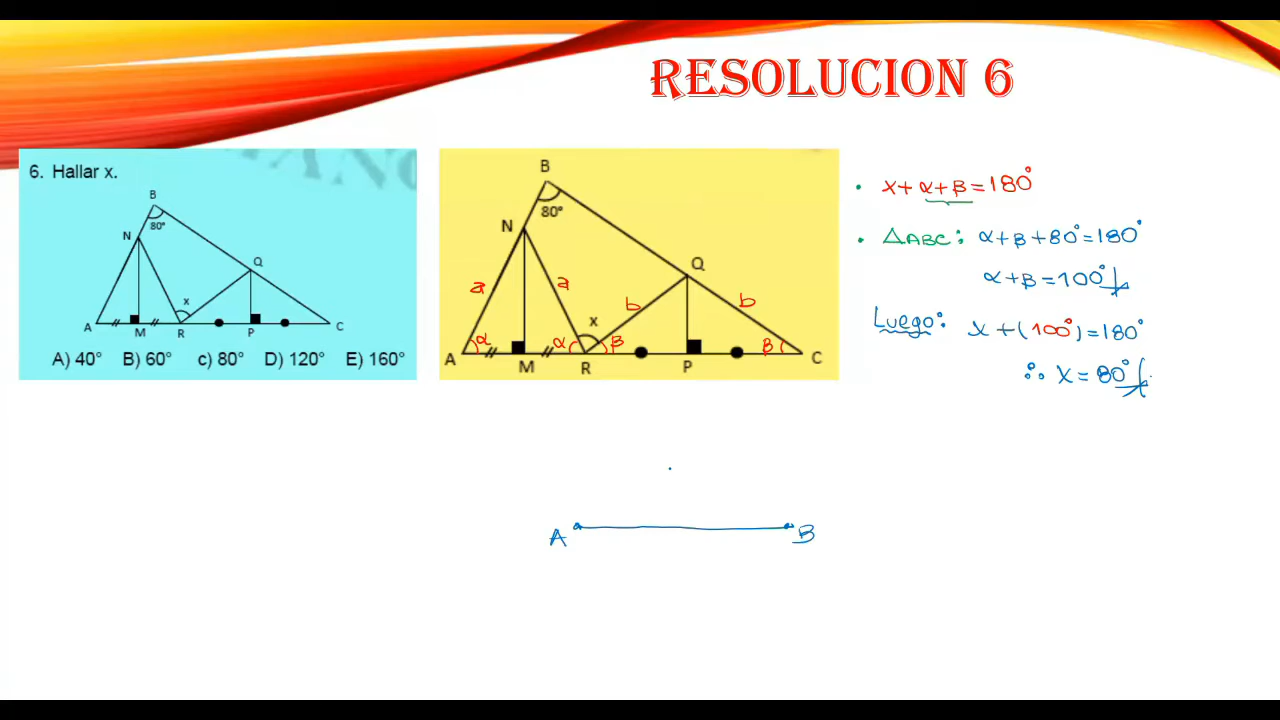 RESOLUCION 6
6. Hallar x.
B
80°
N
Q
x
A
M
R
P
C
A) 40° B) 60° c) 80° D) 120° E) 160°
B
80°
N
Q
a
a
b
b
x
α
α
β
β
A
M
R
P
C
• x + α + β = 180°
• △ABC: α + β + 80° = 180°
α + β = 100°
Luego: x + (100°) = 180°
∴ x = 80°
A
B